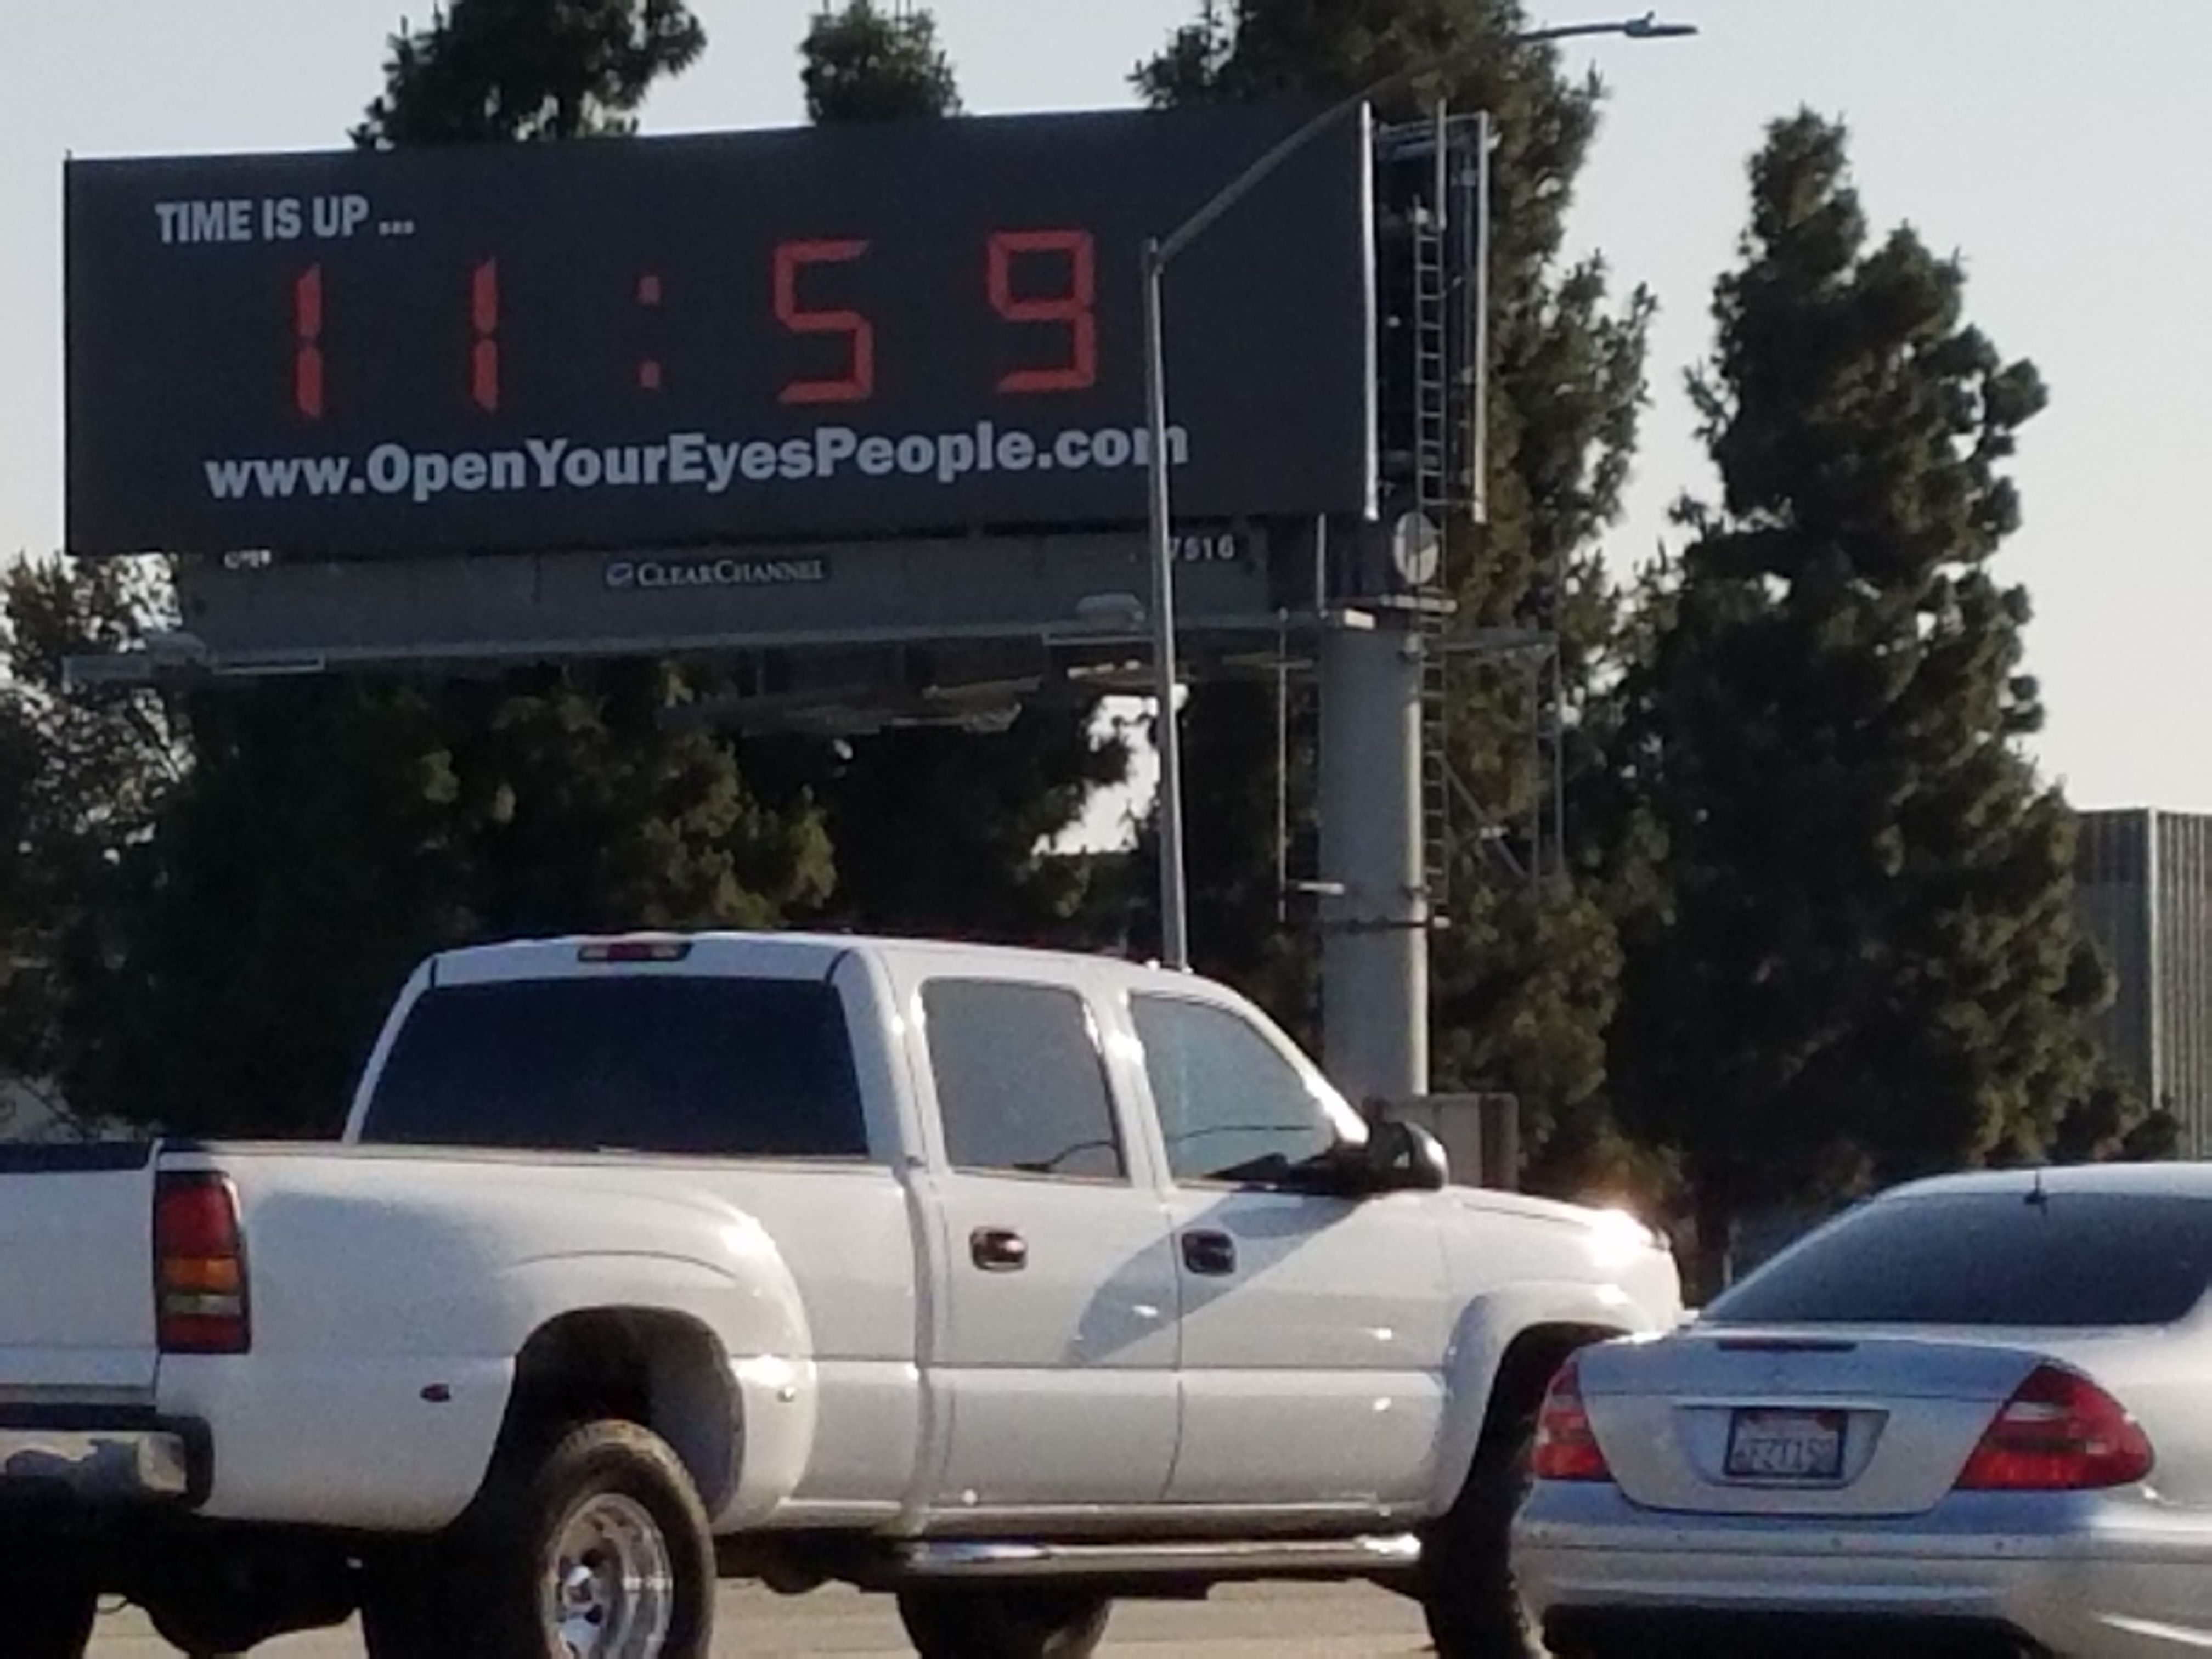 TIME IS UP ...
11:59
www.OpenYourEyesPeople.com
CLEARCHANNEL
7516